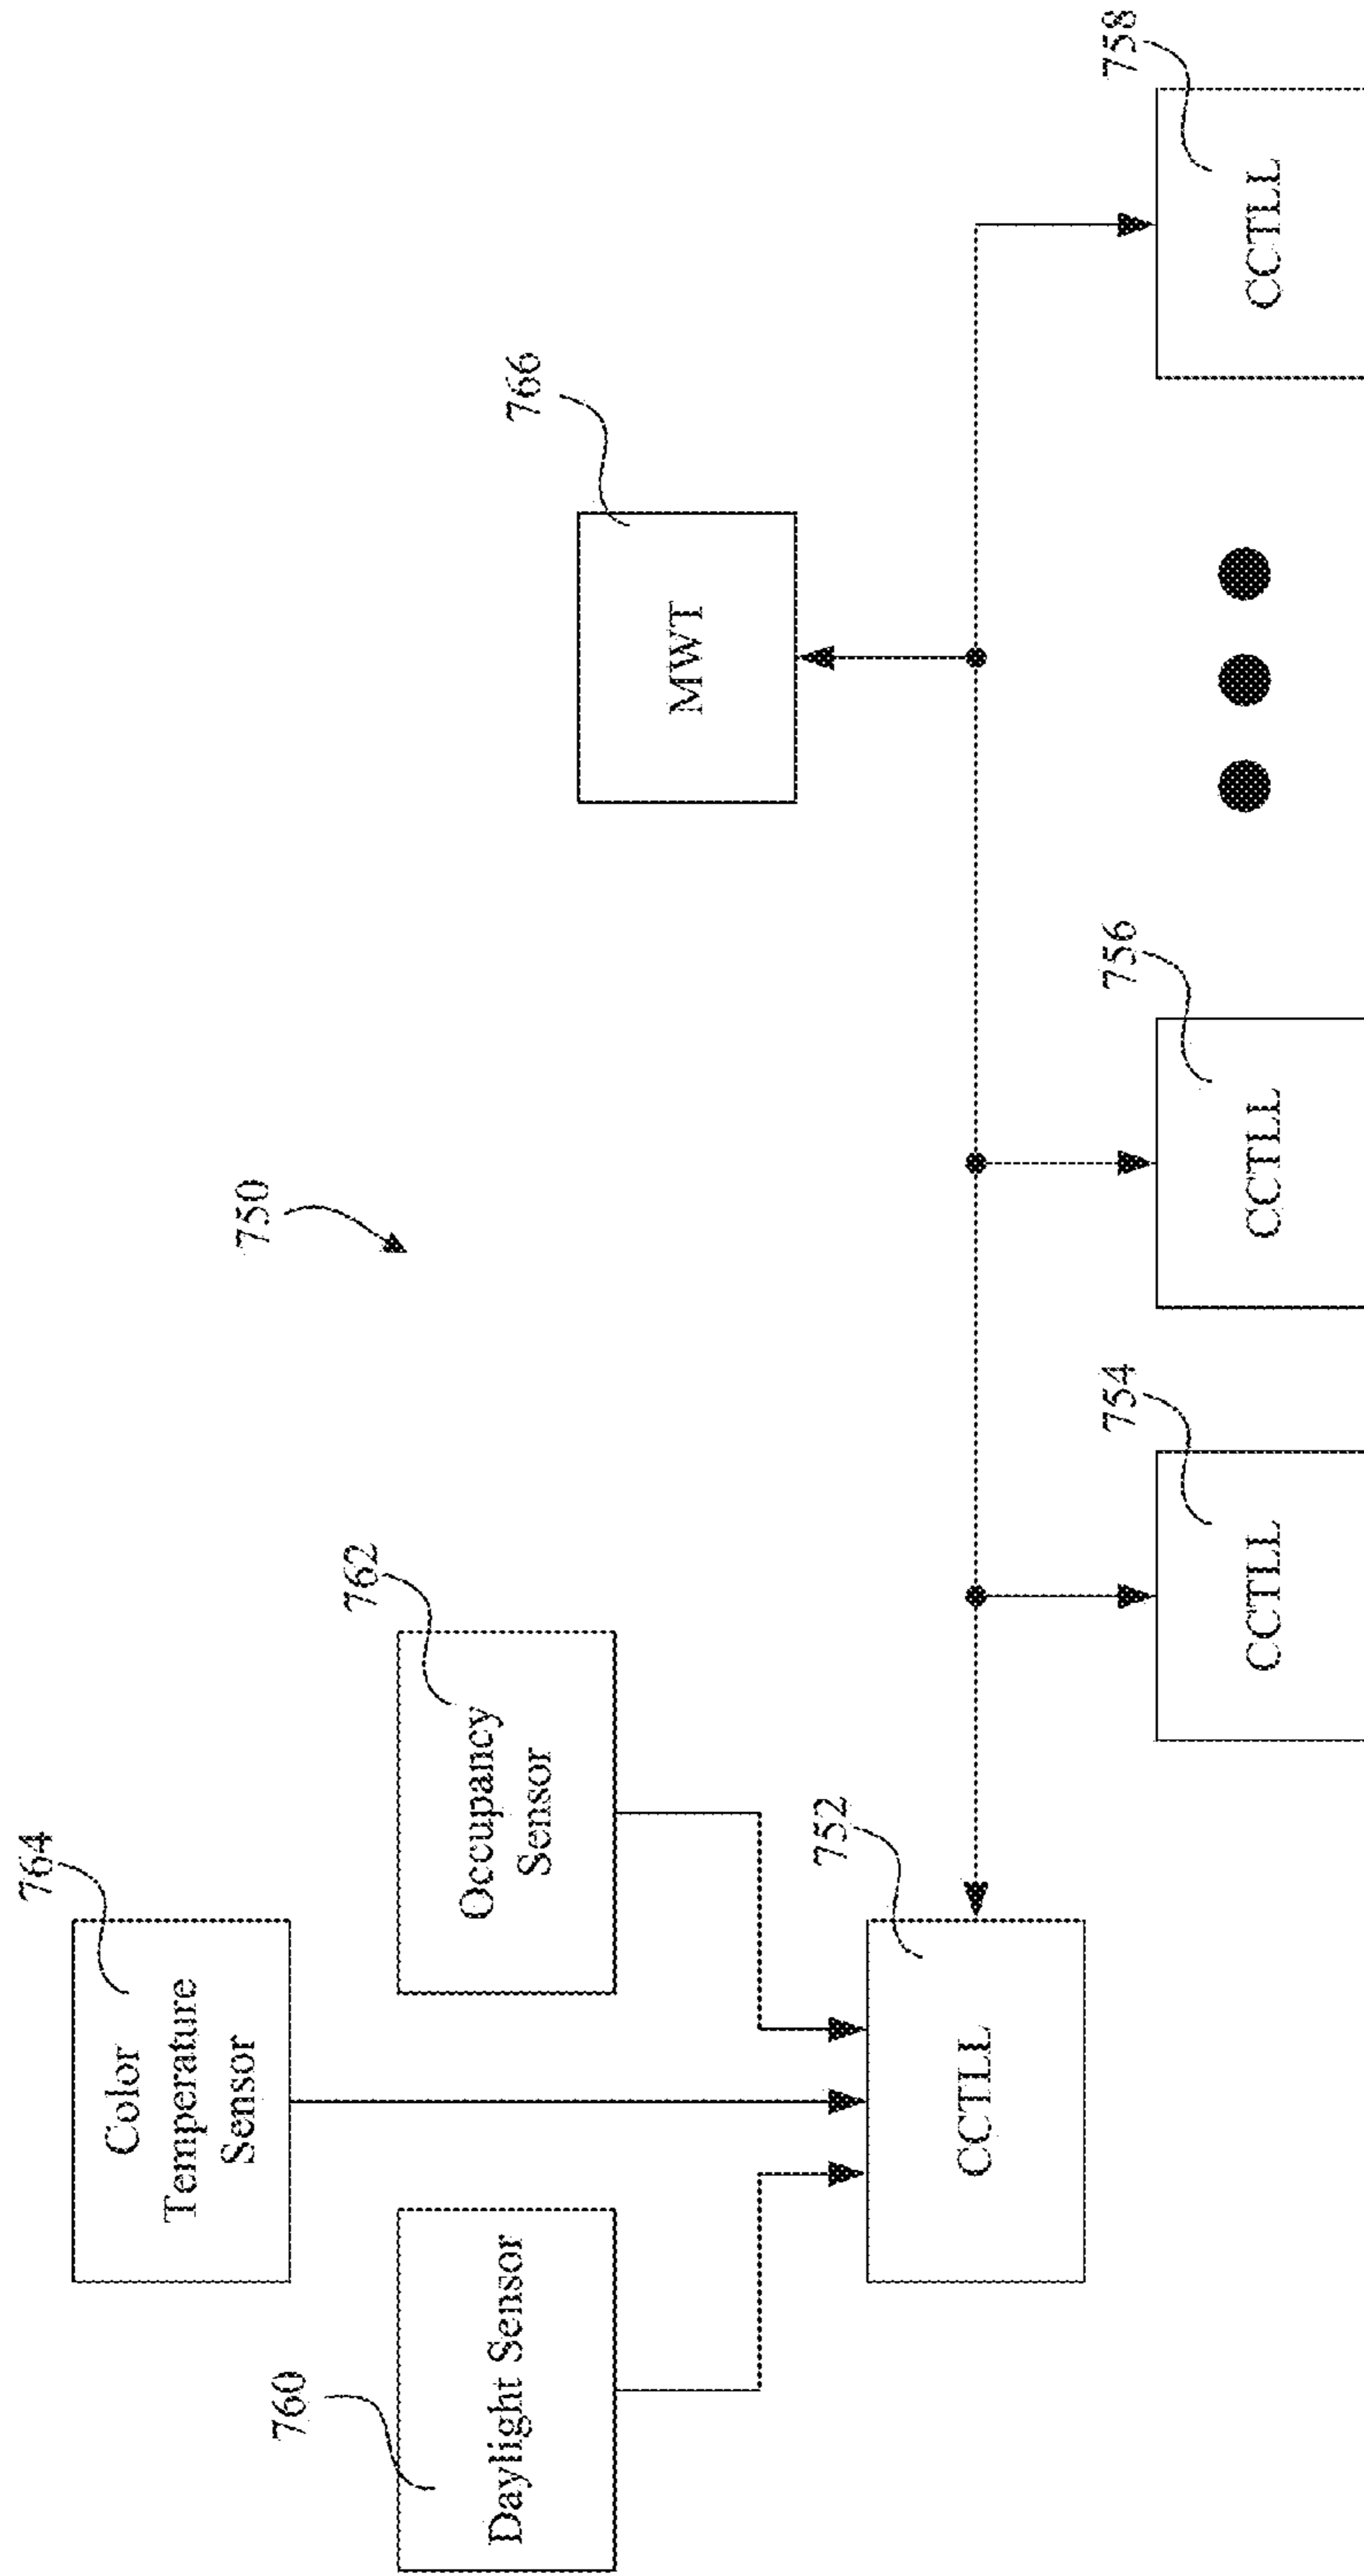 764
Color
Temperature
Sensor
760
Daylight Sensor
762
Occupancy
Sensor
750
766
MWT
752
CCTLL
754
CCTLL
756
CCTLL
758
CCTLL